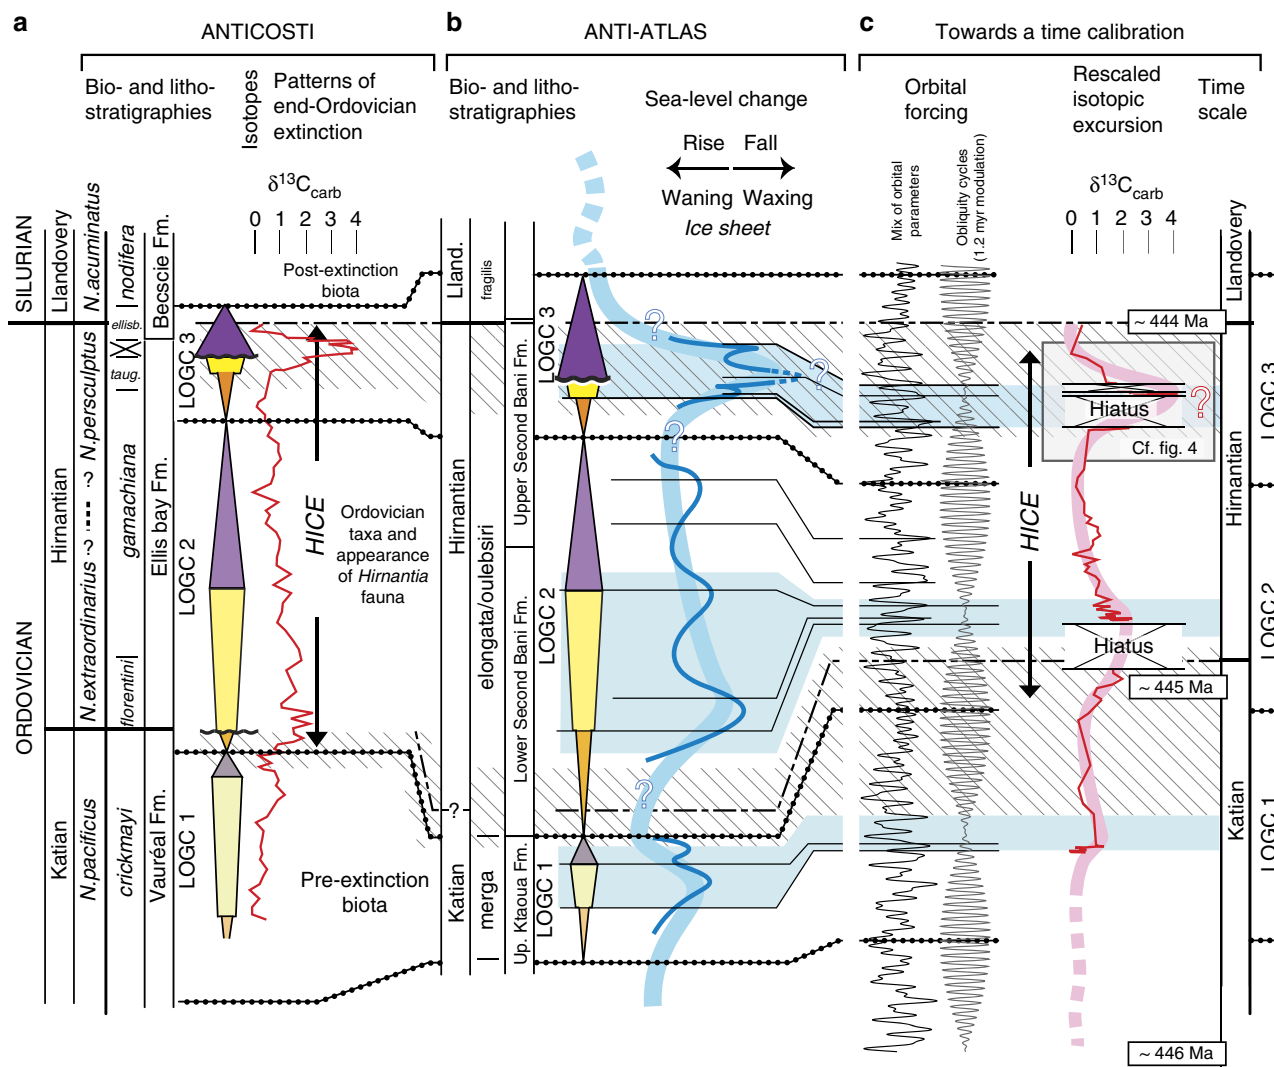 a
ANTICOSTI
b
ANTI-ATLAS
c
Towards a time calibration
Bio- and litho-
stratigraphies
Isotopes
Patterns of
end-Ordovician
extinction
δ13Ccarb
0 1 2 3 4
Bio- and litho-
stratigraphies
Sea-level change
Rise Fall
Waning Waxing
Ice sheet
Orbital
forcing
Mix of orbital
parameters
Obliquity cycles
(1.2 myr modulation)
Rescaled
isotopic
excursion
δ13Ccarb
0 1 2 3 4
Time
scale
SILURIAN
ORDOVICIAN
Llandovery
Hirnantian
Katian
N.acuminatus
N.persculptus
N.extraordinarius ? ? 
N.pacificus
nodifera
ellisb.
taug.
gamachiana
florentini
crickmayi
Becscie Fm.
Ellis bay Fm.
Vauréal Fm.
LOGC 3
LOGC 2
LOGC 1
Post-extinction
biota
HICE
Ordovician
taxa and
appearance
of Hirnantia
fauna
Pre-extinction
biota
?
Lland.
Hirnantian
Katian
fragilis
elongata/oulebsiri
merga
Upper Second Bani Fm.
Lower Second Bani Fm.
Up. Ktaoua Fm.
LOGC 3
LOGC 2
LOGC 1
?
?
?
?
HICE
~ 444 Ma
Hiatus
?
Cf. fig. 4
Hiatus
~ 445 Ma
~ 446 Ma
Llandovery
Hirnantian
Katian
LOGC 3
LOGC 2
LOGC 1